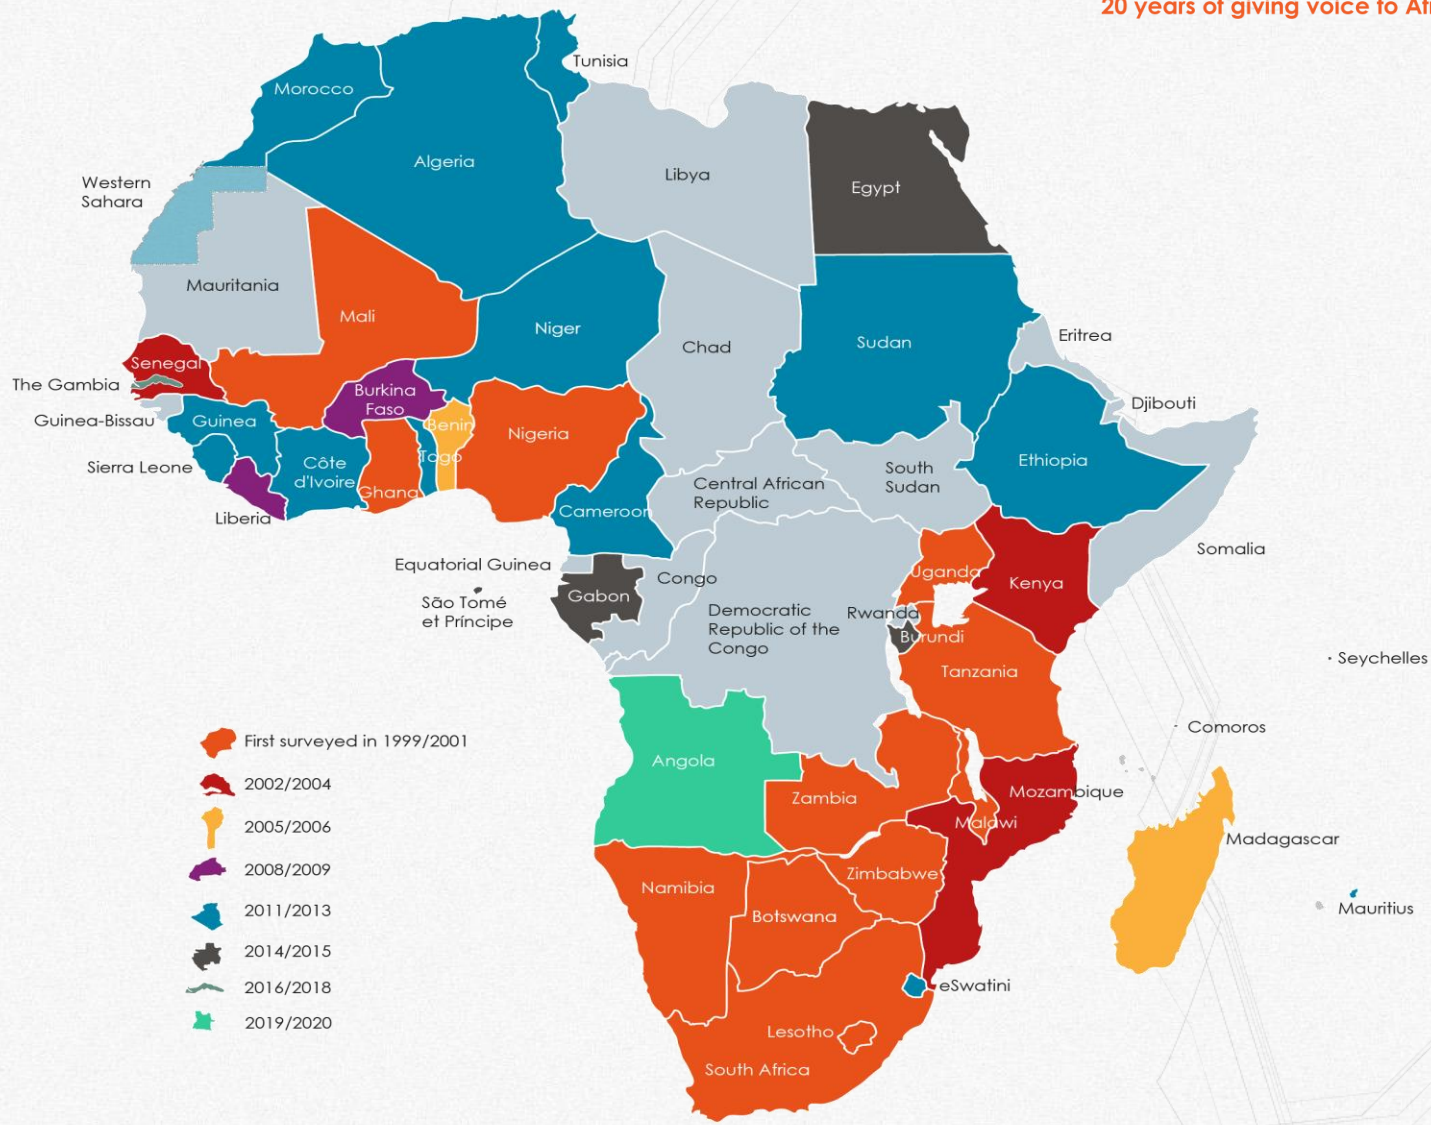 20 years of giving voice to Af
Tunisia
Morocco
Algeria
Libya
Egypt
Western
Sahara
Mauritania
Mali
Niger
Chad
Sudan
Eritrea
Senegal
The Gambia
Burkina
Faso
Djibouti
Guinea-Bissau
Guinea
Benin
Nigeria
Togo
Sierra Leone
Côte
d'Ivoire
Ghana
South
Sudan
Ethiopia
Central African
Republic
Liberia
Cameroon
Somalia
Equatorial Guinea
São Tomé
et Príncipe
Gabon
Congo
Uganda
Kenya
Democratic
Republic of the
Congo
Rwanda
Burundi
Tanzania
Seychelles
Comoros
Angola
Zambia
Malawi
Mozambique
Madagascar
Mauritius
Zimbabwe
Namibia
Botswana
eSwatini
Lesotho
South Africa
First surveyed in 1999/2001
2002/2004
2005/2006
2008/2009
2011/2013
2014/2015
2016/2018
2019/2020